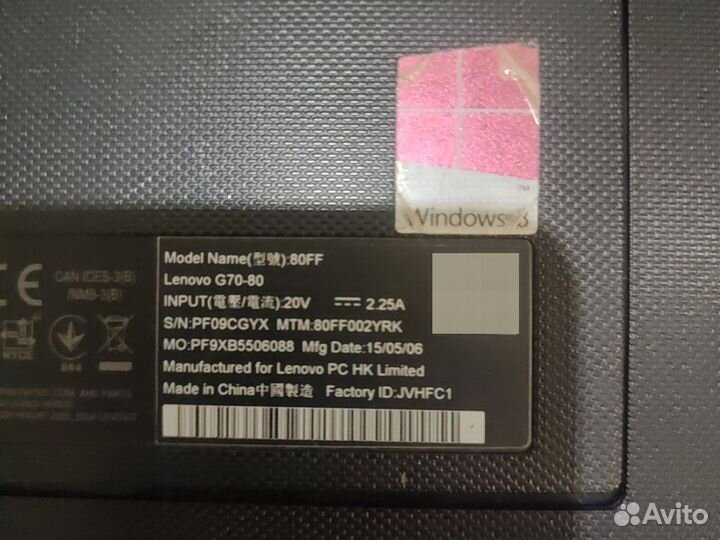 ™
Windows 8
CAN ICES-3(B)
/NMB-3(B)
Model Name(型號):80FF
Lenovo G70-80
INPUT(電壓/電流):20V ⎓ 2.25A
S/N:PF09CGYX MTM:80FF002YRK
MO:PF9XB5506088 Mfg Date:15/05/06
Manufactured for Lenovo PC HK Limited
Made in China中國製造 Factory ID:JVHFC1
NYCE
Avito